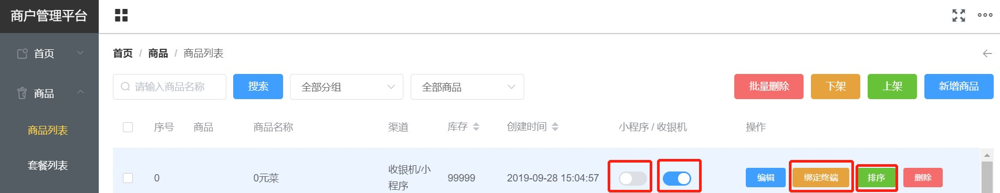 商户管理平台
首页
商品
商品列表
套餐列表
首页 / 商品 / 商品列表
请输入商品名称 搜索 全部分组 全部商品 批量删除 下架 上架 新增商品
序号 商品 商品名称 渠道 库存 创建时间 小程序 / 收银机 操作
0 0元菜 收银机/小程序 99999 2019-09-28 15:04:57 编辑 绑定终端 排序 删除